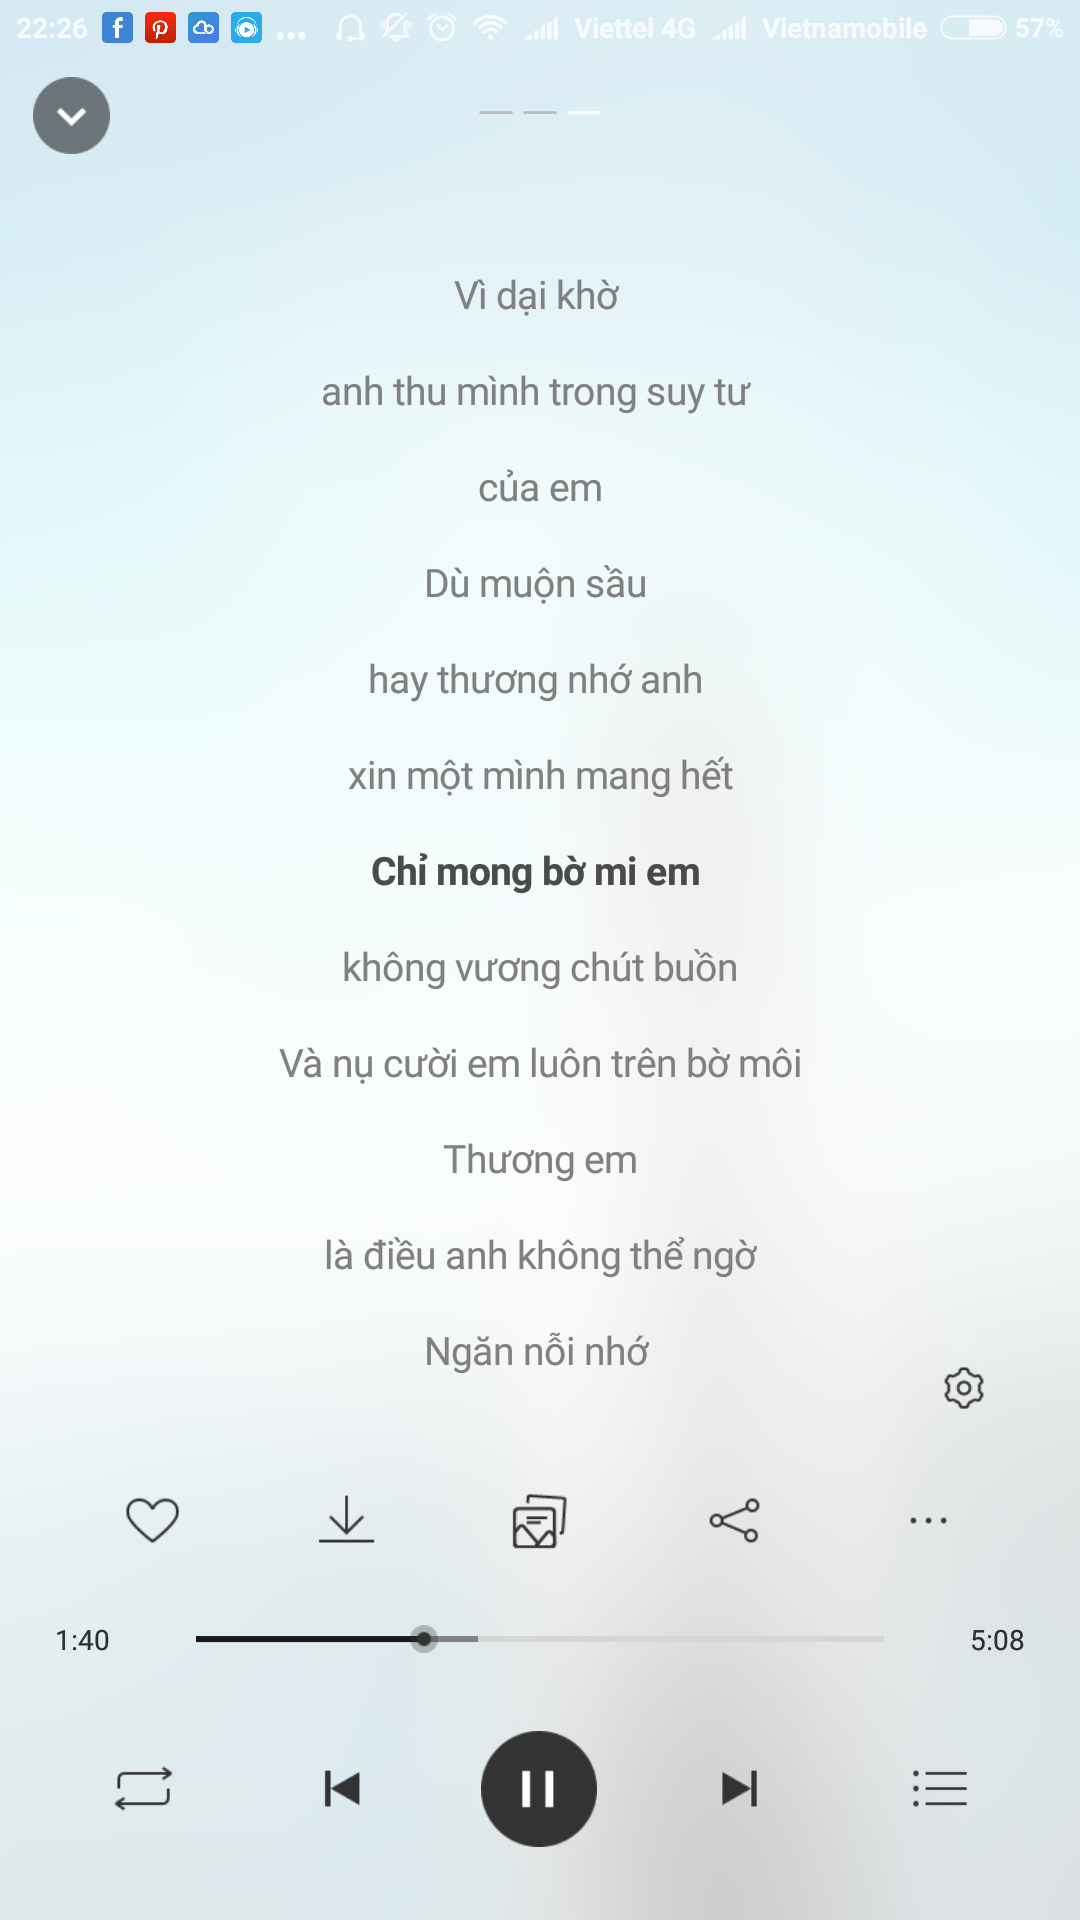 22:26 Viettel 4G Vietnamobile 57%
Vì dại khờ
anh thu mình trong suy tư
của em
Dù muộn sầu
hay thương nhớ anh
xin một mình mang hết
Chỉ mong bờ mi em
không vương chút buồn
Và nụ cười em luôn trên bờ môi
Thương em
là điều anh không thể ngờ
Ngăn nỗi nhớ
1:40 5:08